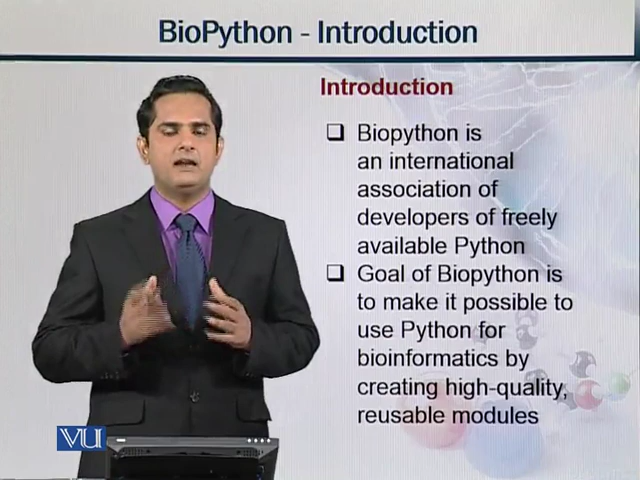 BioPython - Introduction
Introduction
❑ Biopython is
an international
association of
developers of freely
available Python
❑ Goal of Biopython is
to make it possible to
use Python for
bioinformatics by
creating high-quality,
reusable modules
VU